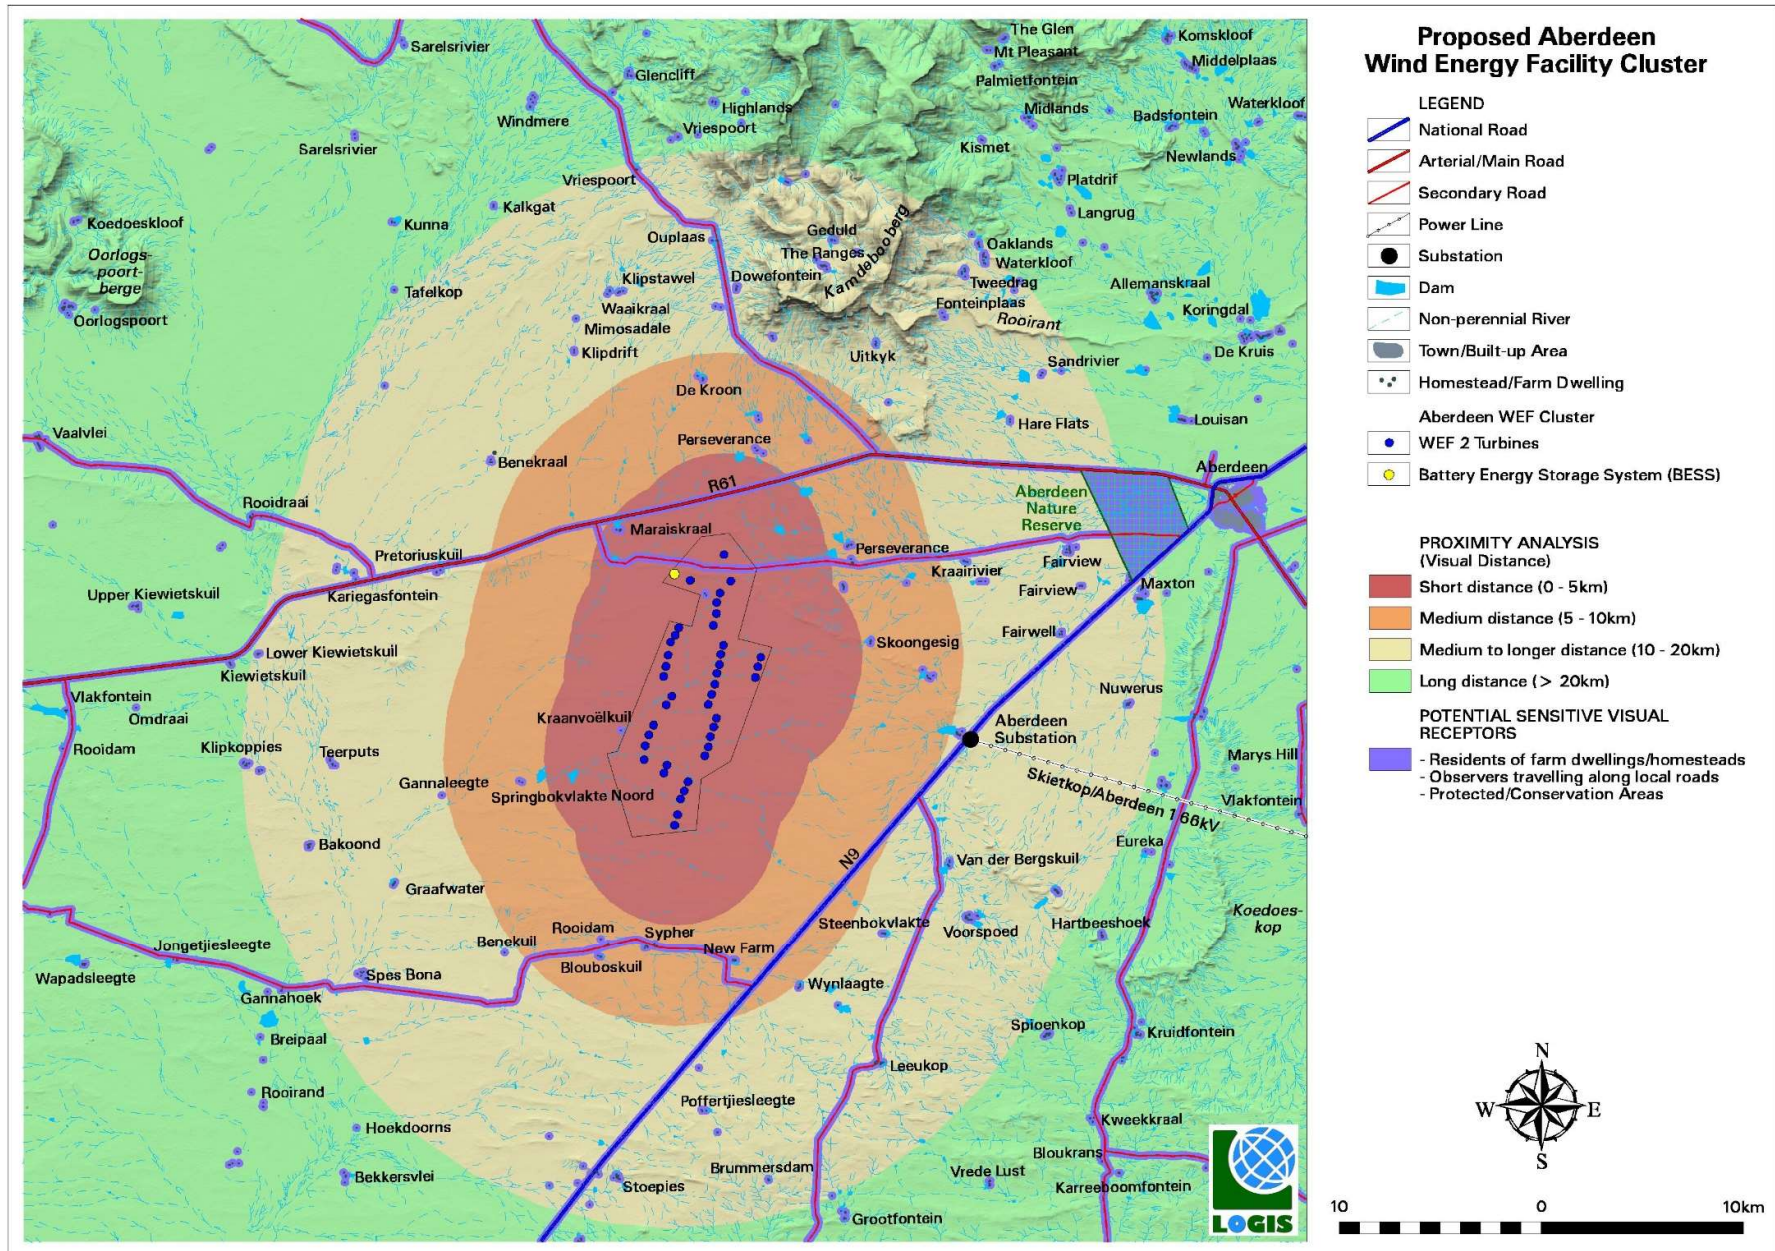 Proposed Aberdeen
Wind Energy Facility Cluster
LEGEND
National Road
Arterial/Main Road
Secondary Road
Power Line
Substation
Dam
Non-perennial River
Town/Built-up Area
Homestead/Farm Dwelling
Aberdeen WEF Cluster
WEF 2 Turbines
Battery Energy Storage System (BESS)
PROXIMITY ANALYSIS
(Visual Distance)
Short distance (0 - 5km)
Medium distance (5 - 10km)
Medium to longer distance (10 - 20km)
Long distance (> 20km)
POTENTIAL SENSITIVE VISUAL
RECEPTORS
- Residents of farm dwellings/homesteads
- Observers travelling along local roads
- Protected/Conservation Areas
N
W
E
S
10
0
10km
LOGIS
Sarelsrivier
The Glen
Mt Pleasant
Komskloof
Middelplaas
Glencliff
Palmietfontein
Highlands
Windmere
Vriespoort
Midlands
Badsfontein
Waterkloof
Sarelsrivier
Kismet
Newlands
Vriespoort
Platdrif
Koedoeskloof
Kunna
Kalkgat
Langrug
Oorlogs-
poort-
berge
Ouplaas
Geduld
The Ranges
Kamdebooberg
Oaklands
Waterkloof
Klipstawel
Dowefontein
Tweedrag
Allemanskraal
Tafelkop
Oorlogspoort
Waaikraal
Mimosadale
Fonteinplaas
Rooirant
Koringdal
Klipdrift
Uitkyk
De Kruis
Sandrivier
De Kroon
Hare Flats
Louisan
Vaalvlei
Perseverance
Benekraal
Aberdeen
R61
Aberdeen
Nature
Reserve
Rooidraai
Maraiskraal
Pretoriuskuil
Perseverance
Kraairivier
Fairview
Fairview
Maxton
Upper Kiewietskuil
Kariegasfontein
Fairwell
Skoongesig
Lower Kiewietskuil
Kiewietskuil
Vlakfontein
Omdraai
Nuwerus
Kraanvoëlkuil
Aberdeen
Substation
Rooidam
Klipkoppies
Teerputs
Marys Hill
Gannaleegte
Springbokvlakte Noord
Skietkop/Aberdeen 1 66kV
Vlakfontein
Bakoond
Eureka
N9
Van der Bergskuil
Graafwater
Koedoes-
kop
Steenbokvlakte
Voorspoed
Hartbeeshoek
Rooidam
Sypher
Benekuil
New Farm
Jongetjiesleegte
Blouboskuil
Wapadsleegte
Spes Bona
Wynlaagte
Gannahoek
Spioenkop
Kruidfontein
Breipaal
Leeukop
Rooirand
Poffertjiesleegte
Kweekkraal
Hoekdoorns
Bloukrans
Brummersdam
Vrede Lust
Bekkersvlei
Stoepies
Karreeboomfontein
Grootfontein